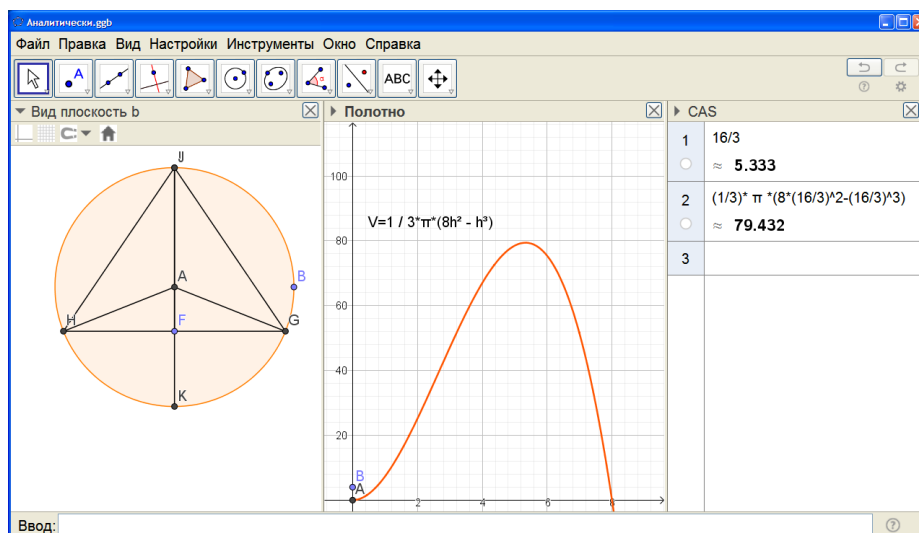 Аналитически.ggb
Файл Правка Вид Настройки Инструменты Окно Справка
A
α
ABC
Вид плоскость b
Полотно
CAS
J
A
B
H
F
G
K
100
80
60
40
20
V=1 / 3*π*(8h² - h³)
B
A
2
4
6
8
1
16/3
≈ 5.333
2
(1/3)* π *(8*(16/3)^2-(16/3)^3)
≈ 79.432
3
Ввод: